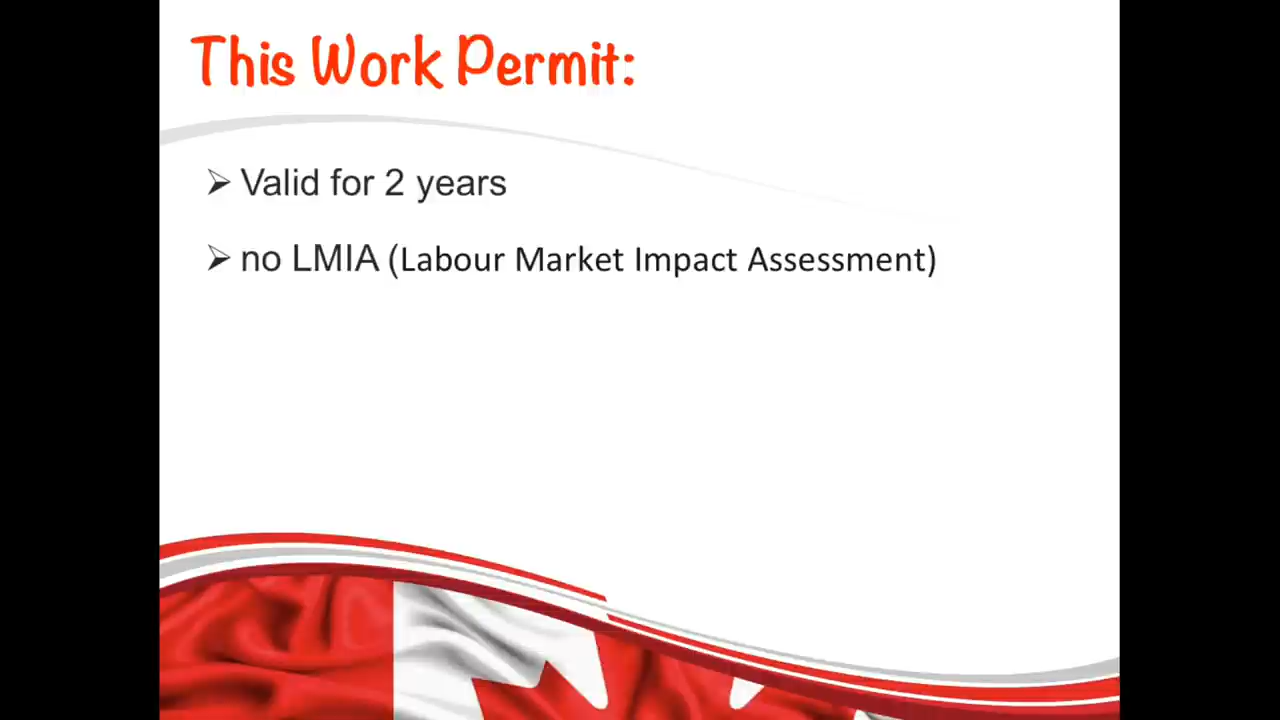 This Work Permit:
➢ Valid for 2 years
➢ no LMIA (Labour Market Impact Assessment)